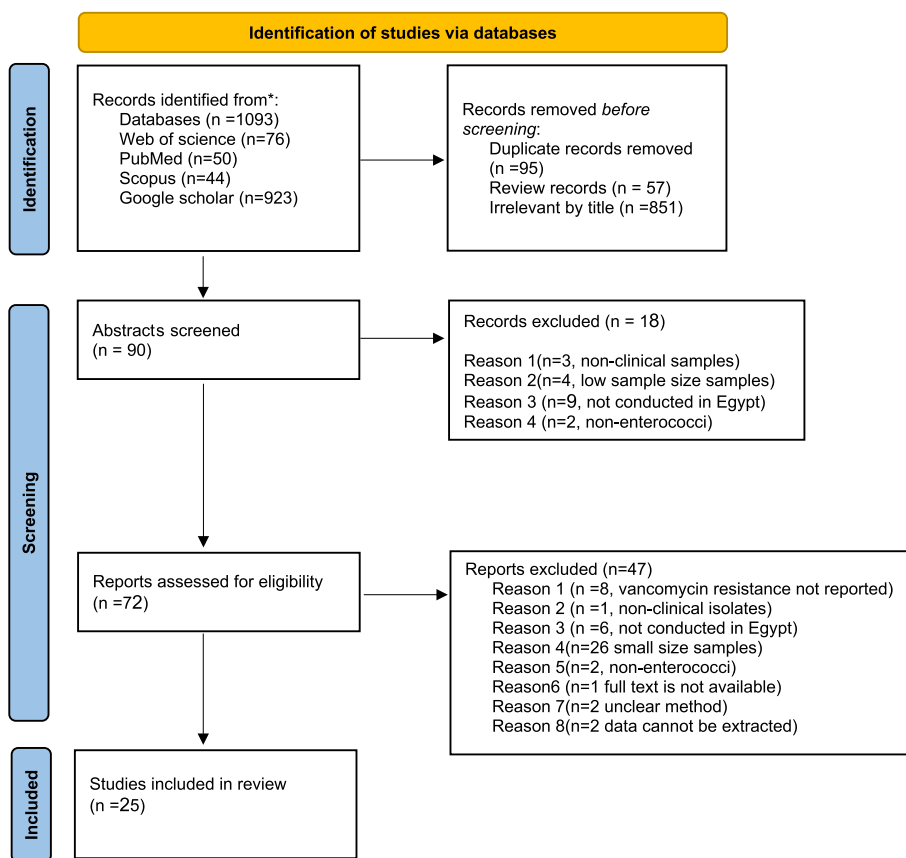 Identification of studies via databases
Identification
Records identified from*:
Databases (n =1093)
Web of science (n=76)
PubMed (n=50)
Scopus (n=44)
Google scholar (n=923)
Records removed before
screening:
Duplicate records removed
(n =95)
Review records (n = 57)
Irrelevant by title (n =851)
Screening
Abstracts screened
(n = 90)
Records excluded (n = 18)
Reason 1(n=3, non-clinical samples)
Reason 2(n=4, low sample size samples)
Reason 3 (n=9, not conducted in Egypt)
Reason 4 (n=2, non-enterococci)
Reports assessed for eligibility
(n =72)
Reports excluded (n=47)
Reason 1 (n =8, vancomycin resistance not reported)
Reason 2 (n =1, non-clinical isolates)
Reason 3 (n =6, not conducted in Egypt)
Reason 4(n=26 small size samples)
Reason 5(n=2, non-enterococci)
Reason6 (n=1 full text is not available)
Reason 7(n=2 unclear method)
Reason 8(n=2 data cannot be extracted)
Included
Studies included in review
(n =25)